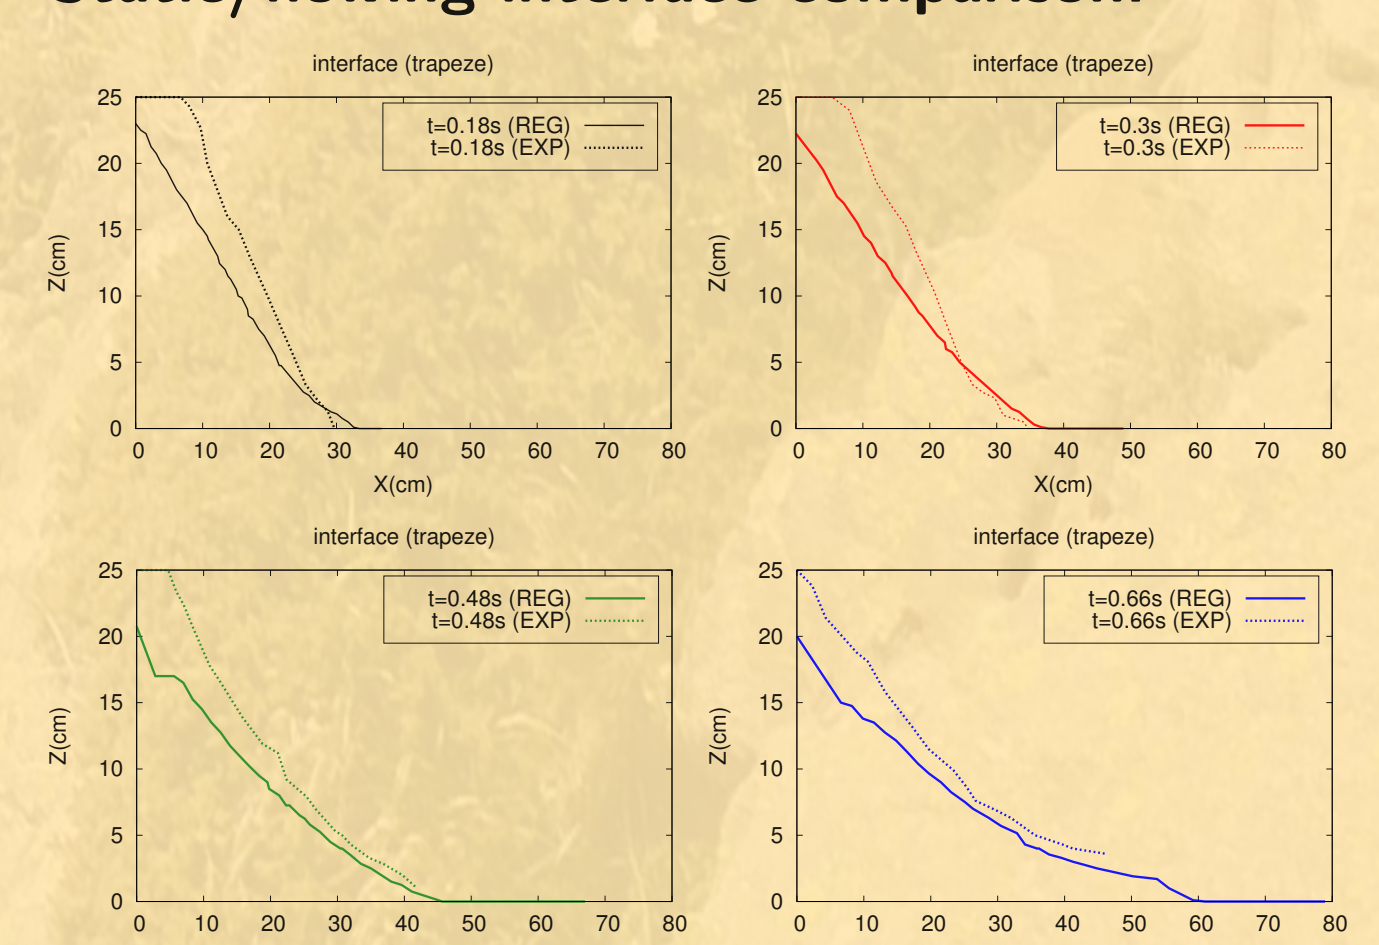 Static/flowing interface comparison:
interface (trapeze)
t=0.18s (REG)
t=0.18s (EXP)
Z(cm)
25
20
15
10
5
0
0 10 20 30 40 50 60 70 80
X(cm)
interface (trapeze)
t=0.3s (REG)
t=0.3s (EXP)
Z(cm)
25
20
15
10
5
0
0 10 20 30 40 50 60 70 80
X(cm)
interface (trapeze)
t=0.48s (REG)
t=0.48s (EXP)
Z(cm)
25
20
15
10
5
0
0 10 20 30 40 50 60 70 80
interface (trapeze)
t=0.66s (REG)
t=0.66s (EXP)
Z(cm)
25
20
15
10
5
0
0 10 20 30 40 50 60 70 80